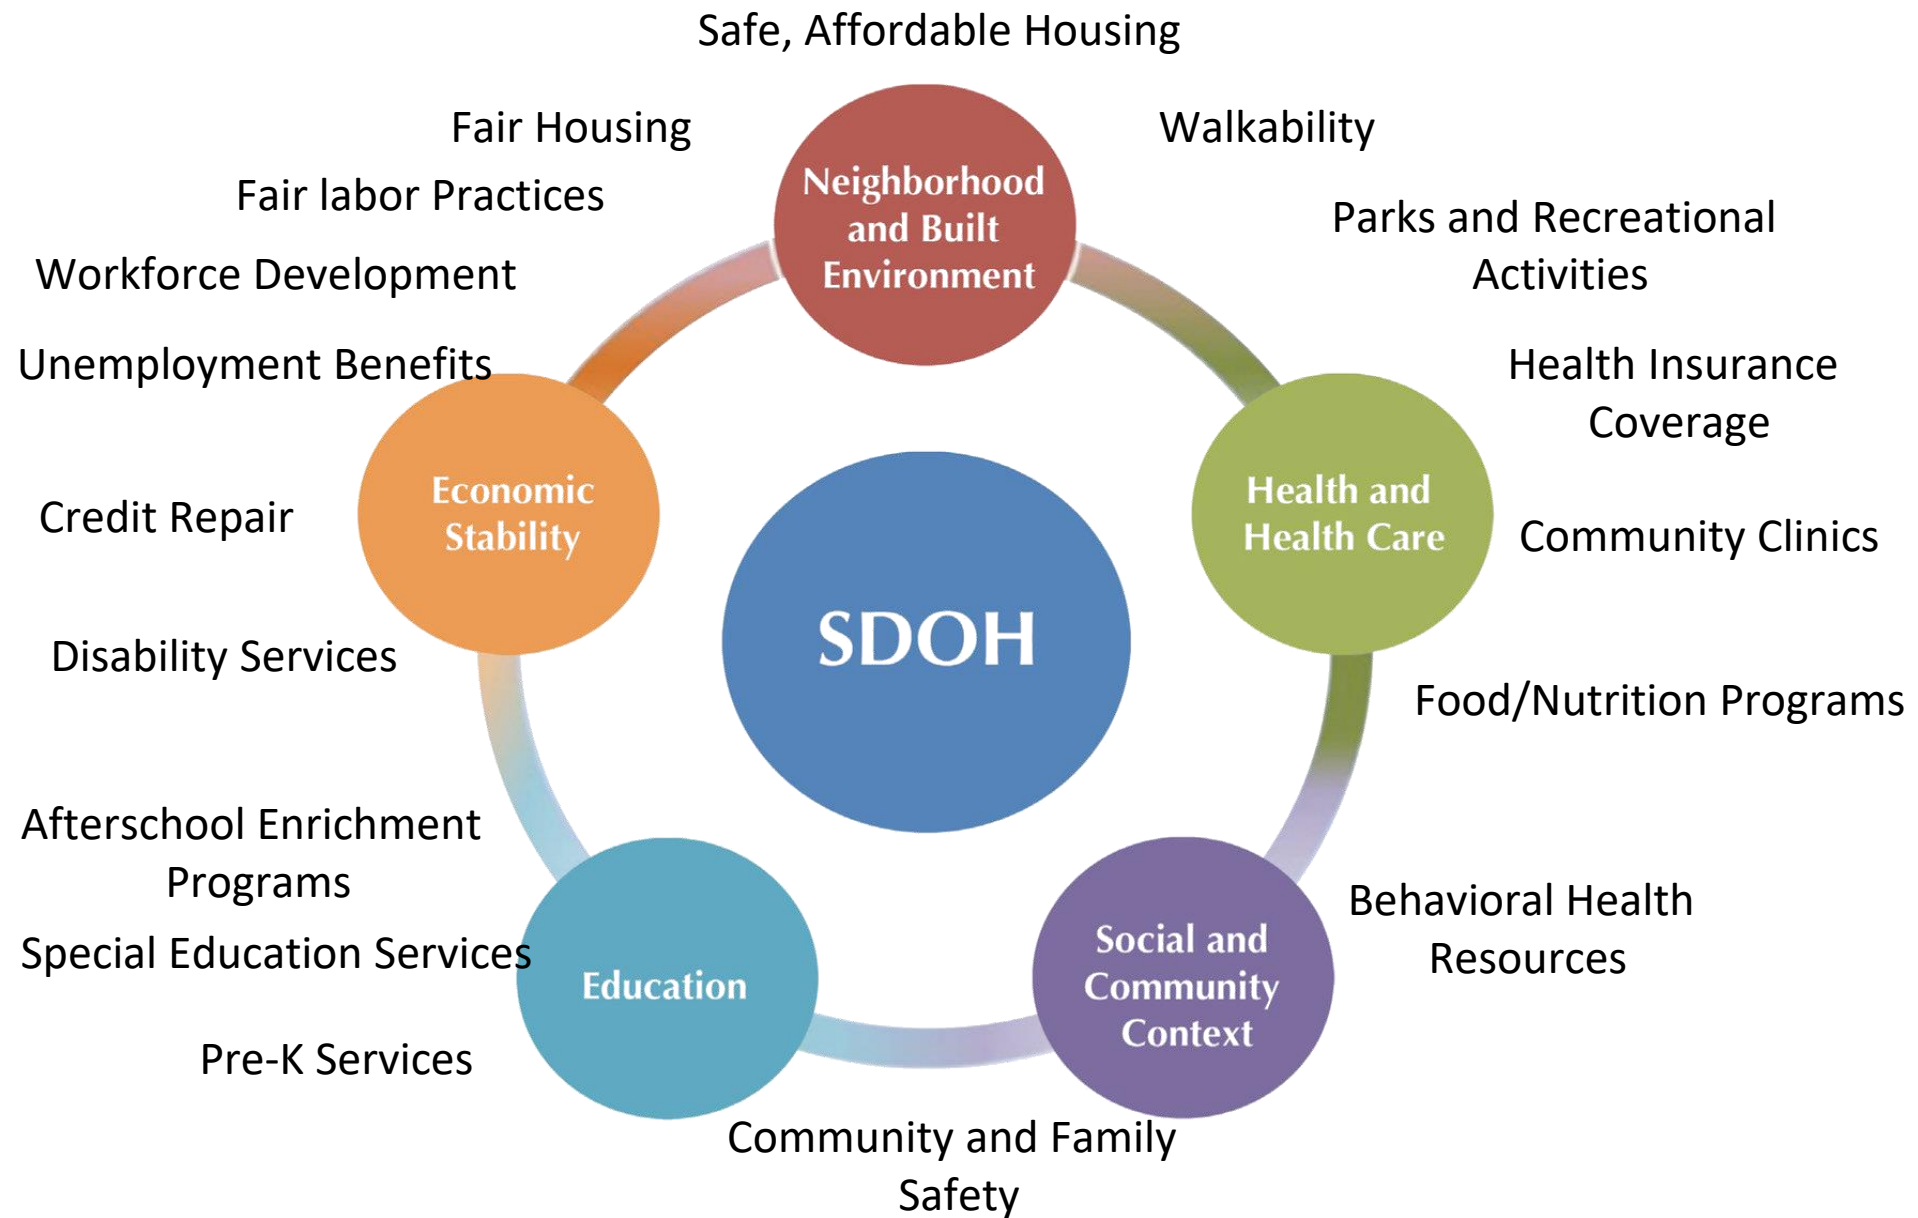 Safe, Affordable Housing
Fair Housing
Walkability
Fair labor Practices
Parks and Recreational
Activities
Workforce Development
Neighborhood
and Built
Environment
Unemployment Benefits
Health Insurance
Coverage
Economic
Stability
Health and
Health Care
Credit Repair
Community Clinics
SDOH
Disability Services
Food/Nutrition Programs
Afterschool Enrichment
Programs
Behavioral Health
Resources
Special Education Services
Education
Social and
Community
Context
Pre-K Services
Community and Family
Safety